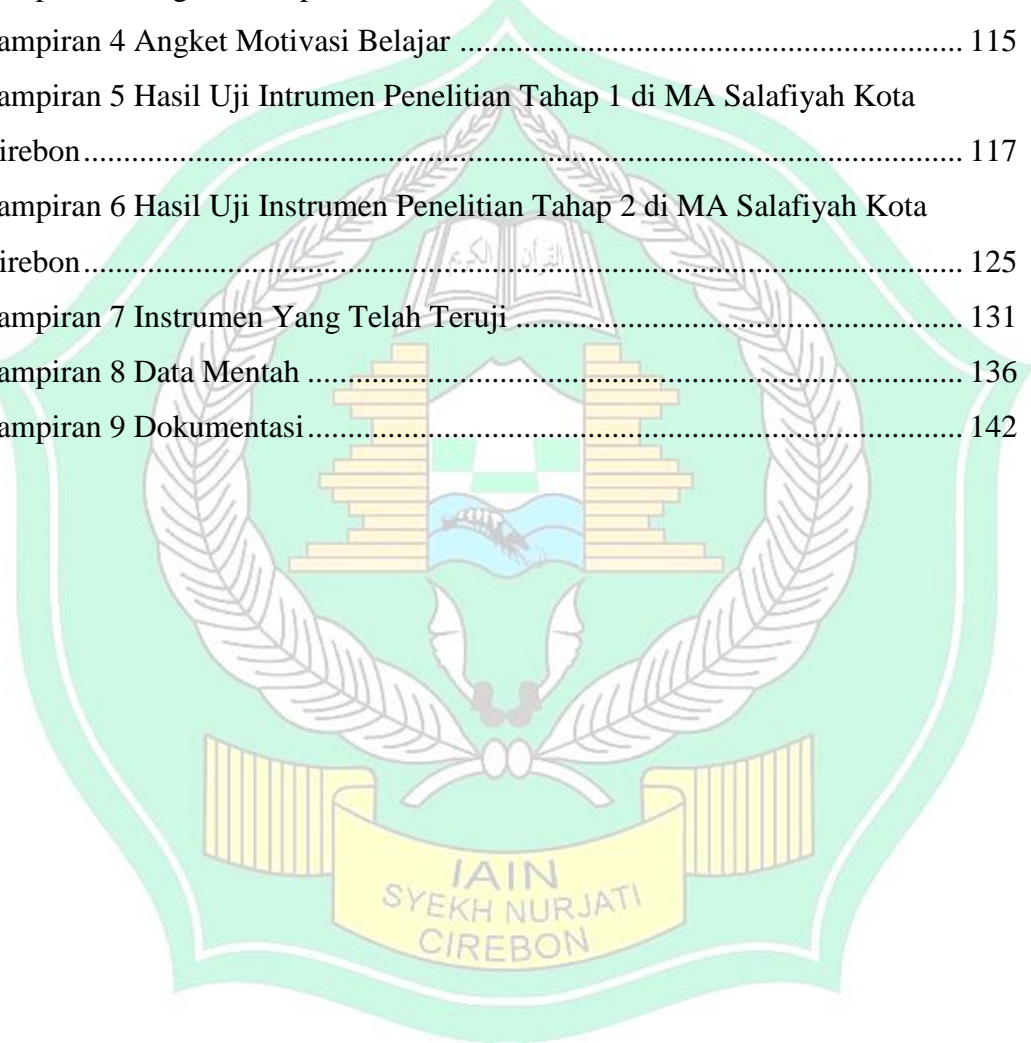 ampiran 4 Angket Motivasi Belajar ................................................................ 115
ampiran 5 Hasil Uji Intrumen Penelitian Tahap 1 di MA Salafiyah Kota
irebon................................................................................................................ 117
ampiran 6 Hasil Uji Instrumen Penelitian Tahap 2 di MA Salafiyah Kota
irebon................................................................................................................ 125
ampiran 7 Instrumen Yang Telah Teruji ......................................................... 131
ampiran 8 Data Mentah ................................................................................... 136
ampiran 9 Dokumentasi................................................................................... 142
القرآن الكريم
IAIN
SYEKH NURJATI
CIREBON